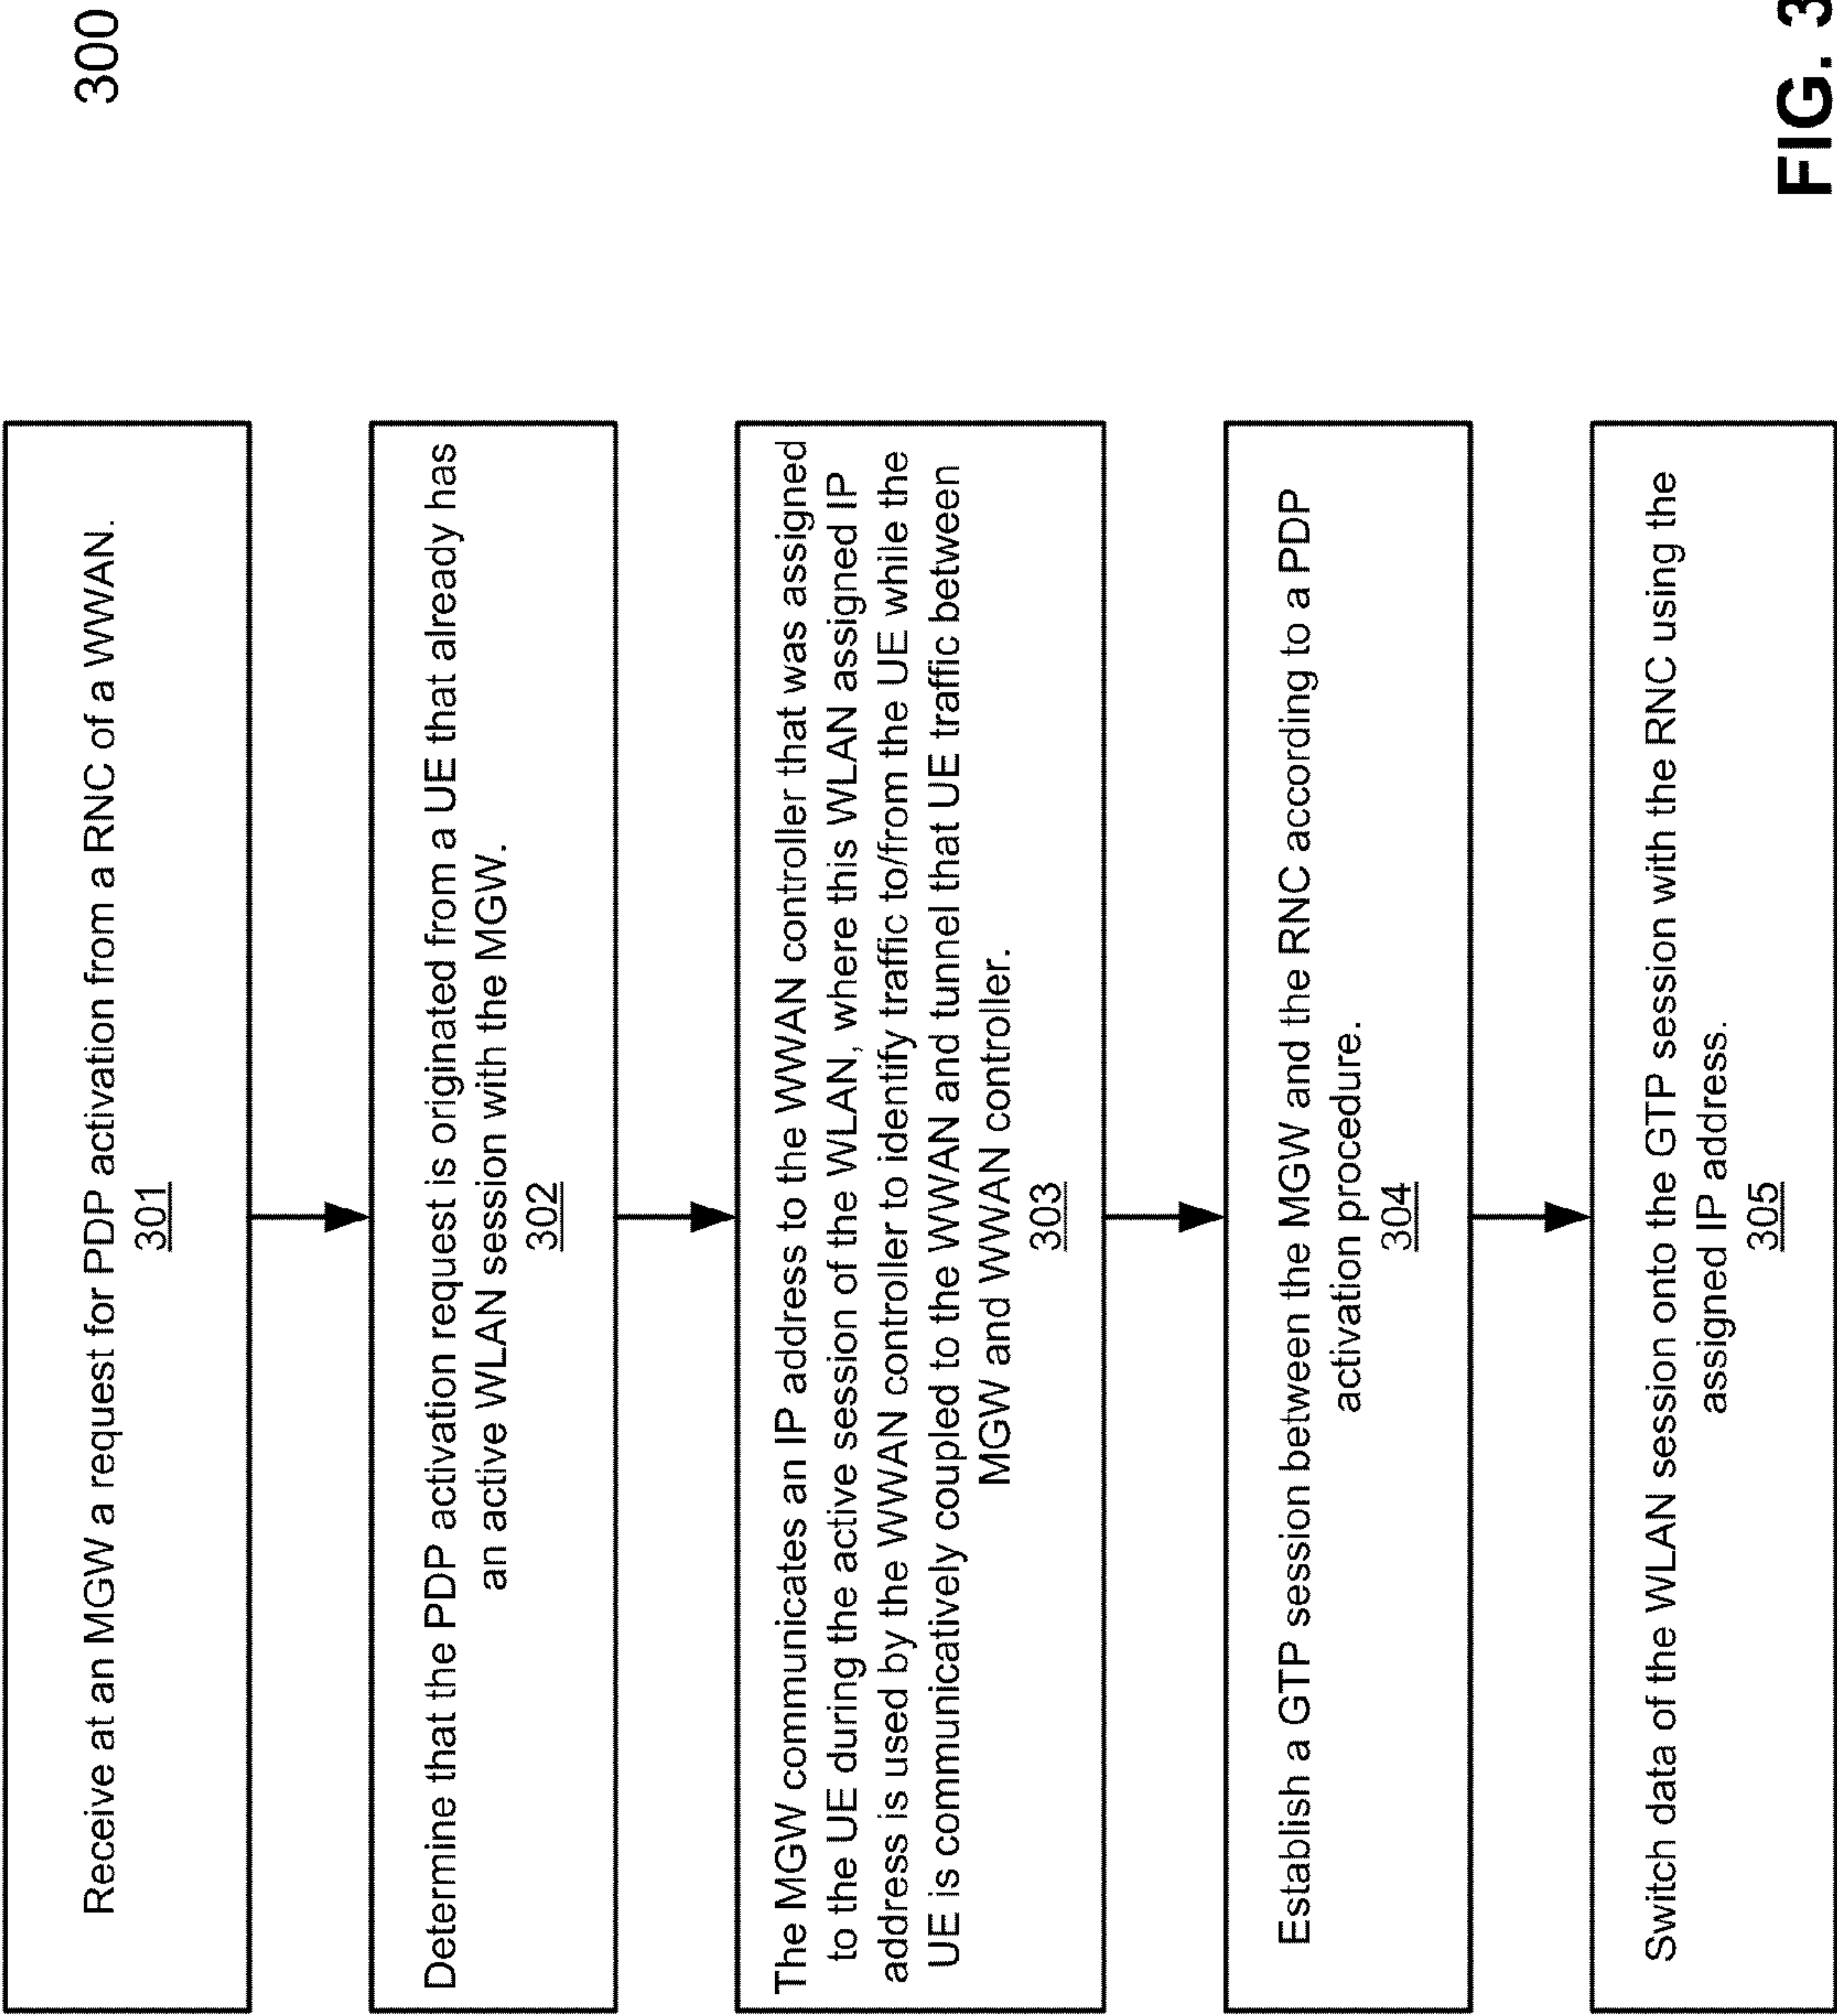 300
Receive at an MGW a request for PDP activation from a RNC of a WWAN.
301
Determine that the PDP activation request is originated from a UE that already has
an active WLAN session with the MGW.
302
The MGW communicates an IP address to the WWAN controller that was assigned
to the UE during the active session of the WLAN, where this WLAN assigned IP
address is used by the WWAN controller to identify traffic to/from the UE while the
UE is communicatively coupled to the WWAN and tunnel that UE traffic between
MGW and WWAN controller.
303
Establish a GTP session between the MGW and the RNC according to a PDP
activation procedure.
304
Switch data of the WLAN session onto the GTP session with the RNC using the
assigned IP address.
305
FIG. 3